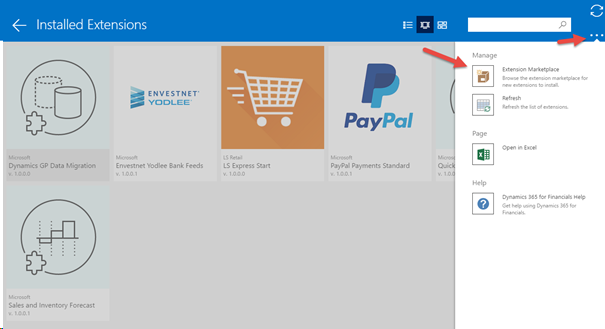 Installed Extensions
Manage
Extension Marketplace
Browse the extension marketplace for
new extensions to install.
Refresh
Refresh the list of extensions.
Page
Open in Excel
Help
Dynamics 365 for Financials Help
Get help using Dynamics 365 for
Financials.
ENVESTNET
YODLEE
PayPal
Microsoft
Dynamics GP Data Migration
v. 1.0.0.0
Microsoft
Envestnet Yodlee Bank Feeds
v. 1.0.0.1
LS Retail
LS Express Start
v. 1.0.0.0
Microsoft
PayPal Payments Standard
v. 1.0.0.1
Microsoft
Quick
v. 1.0
Microsoft
Sales and Inventory Forecast
v. 1.0.0.1